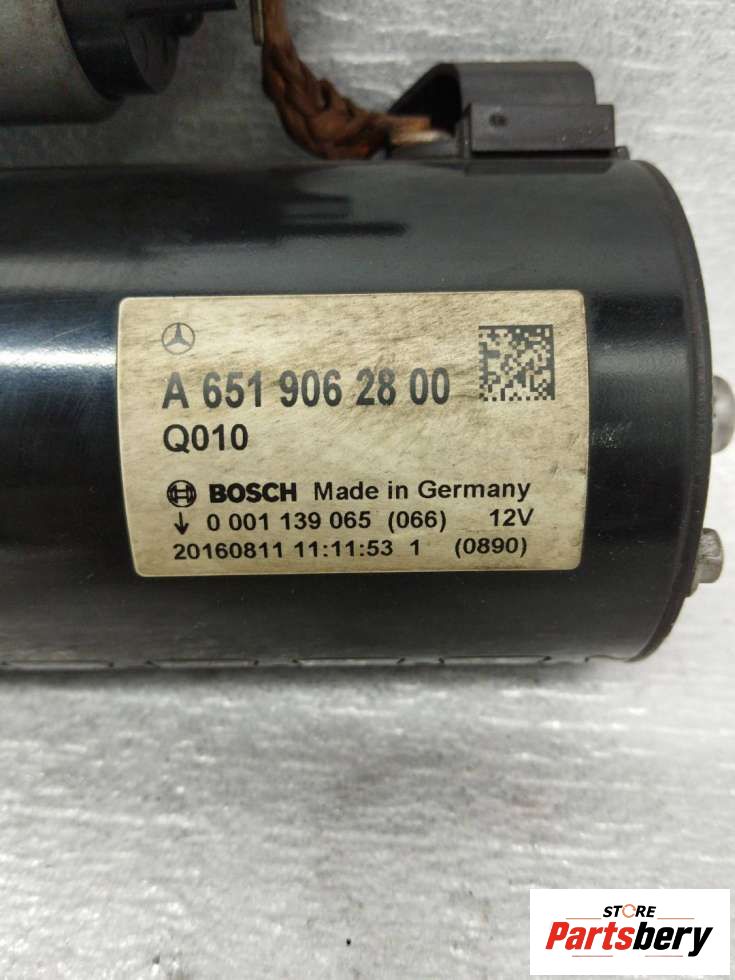 A 651 906 28 00
Q010
BOSCH Made in Germany
↓ 0 001 139 065 (066) 12V
20160811 11:11:53 1 (0890)
STORE
Partsbery